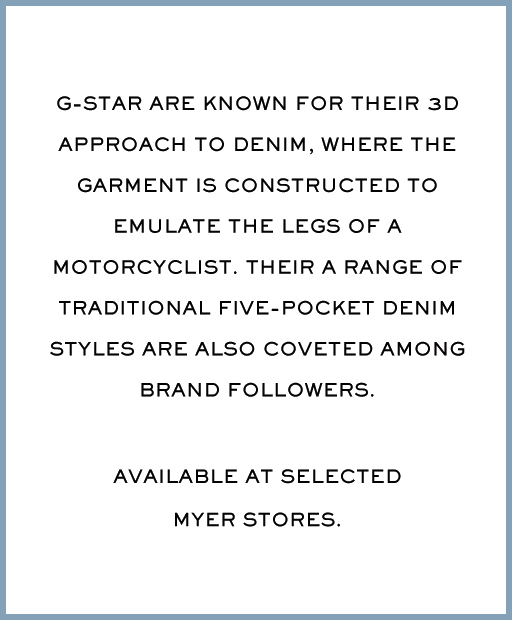 G-STAR ARE KNOWN FOR THEIR 3D
APPROACH TO DENIM, WHERE THE
GARMENT IS CONSTRUCTED TO
EMULATE THE LEGS OF A
MOTORCYCLIST. THEIR A RANGE OF
TRADITIONAL FIVE-POCKET DENIM
STYLES ARE ALSO COVETED AMONG
BRAND FOLLOWERS.
AVAILABLE AT SELECTED
MYER STORES.